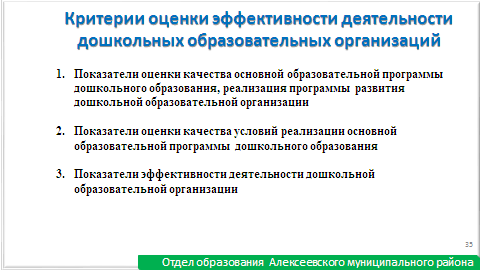 Критерии оценки эффективности деятельности
дошкольных образовательных организаций
1. Показатели оценки качества основной образовательной программы
дошкольного образования, реализация программы развития
дошкольной образовательной организации
2. Показатели оценки качества условий реализации основной
образовательной программы дошкольного образования
3. Показатели эффективности деятельности дошкольной
образовательной организации
35
Отдел образования Алексеевского муниципального района